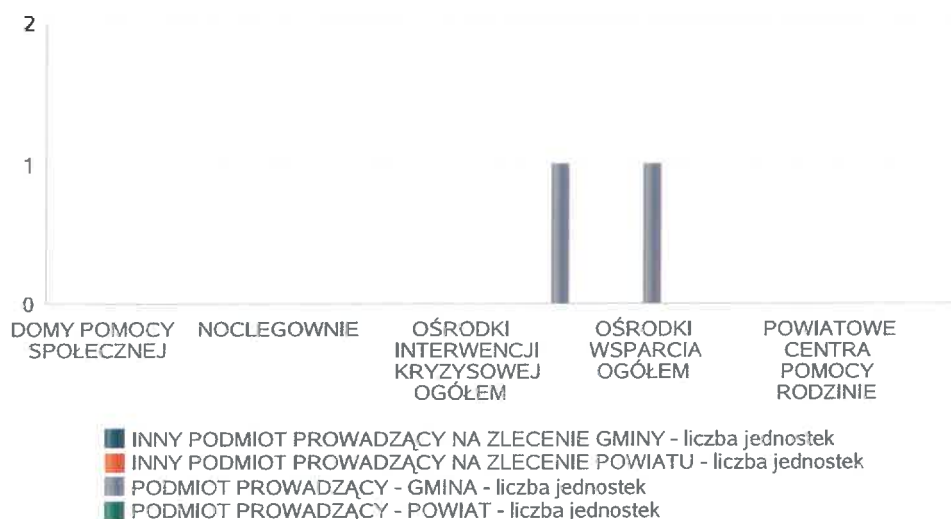 2
1
0
DOMY POMOCY
SPOŁECZNEJ
NOCLEGOWNIE
OŚRODKI
INTERWENCJI
KRYZYSOWEJ
OGÓŁEM
OŚRODKI
WSPARCIA
OGÓŁEM
POWIATOWE
CENTRA
POMOCY
RODZINIE
INNY PODMIOT PROWADZĄCY NA ZLECENIE GMINY - liczba jednostek
INNY PODMIOT PROWADZĄCY NA ZLECENIE POWIATU - liczba jednostek
PODMIOT PROWADZĄCY - GMINA - liczba jednostek
PODMIOT PROWADZĄCY - POWIAT - liczba jednostek